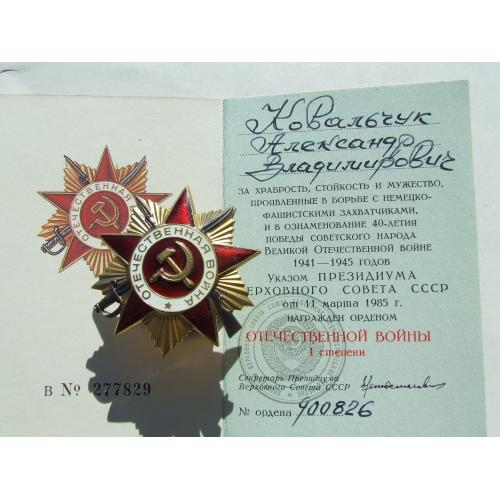 ОТЕЧЕСТВЕННАЯ
В № 277829
ОТЕЧЕСТВЕННАЯ ВОЙНА
Ковальчук
Александр
Владимирович
ЗА ХРАБРОСТЬ, СТОЙКОСТЬ И МУЖЕСТВО,
ПРОЯВЛЕННЫЕ В БОРЬБЕ С НЕМЕЦКО-
ФАШИСТСКИМИ ЗАХВАТЧИКАМИ,
И В ОЗНАМЕНОВАНИЕ 40-ЛЕТИЯ
ПОБЕДЫ СОВЕТСКОГО НАРОДА
В ВЕЛИКОЙ ОТЕЧЕСТВЕННОЙ ВОЙНЕ
1941—1945 ГОДОВ
УКАЗОМ ПРЕЗИДИУМА
ЕРХОВНОГО СОВЕТА СССР
от 11 марта 1985 г.
НАГРАЖДЕН ОРДЕНОМ
ОТЕЧЕСТВЕННОЙ ВОЙНЫ
I степени
Секретарь Президиума
Верховного Совета СССР
№ ордена 900826